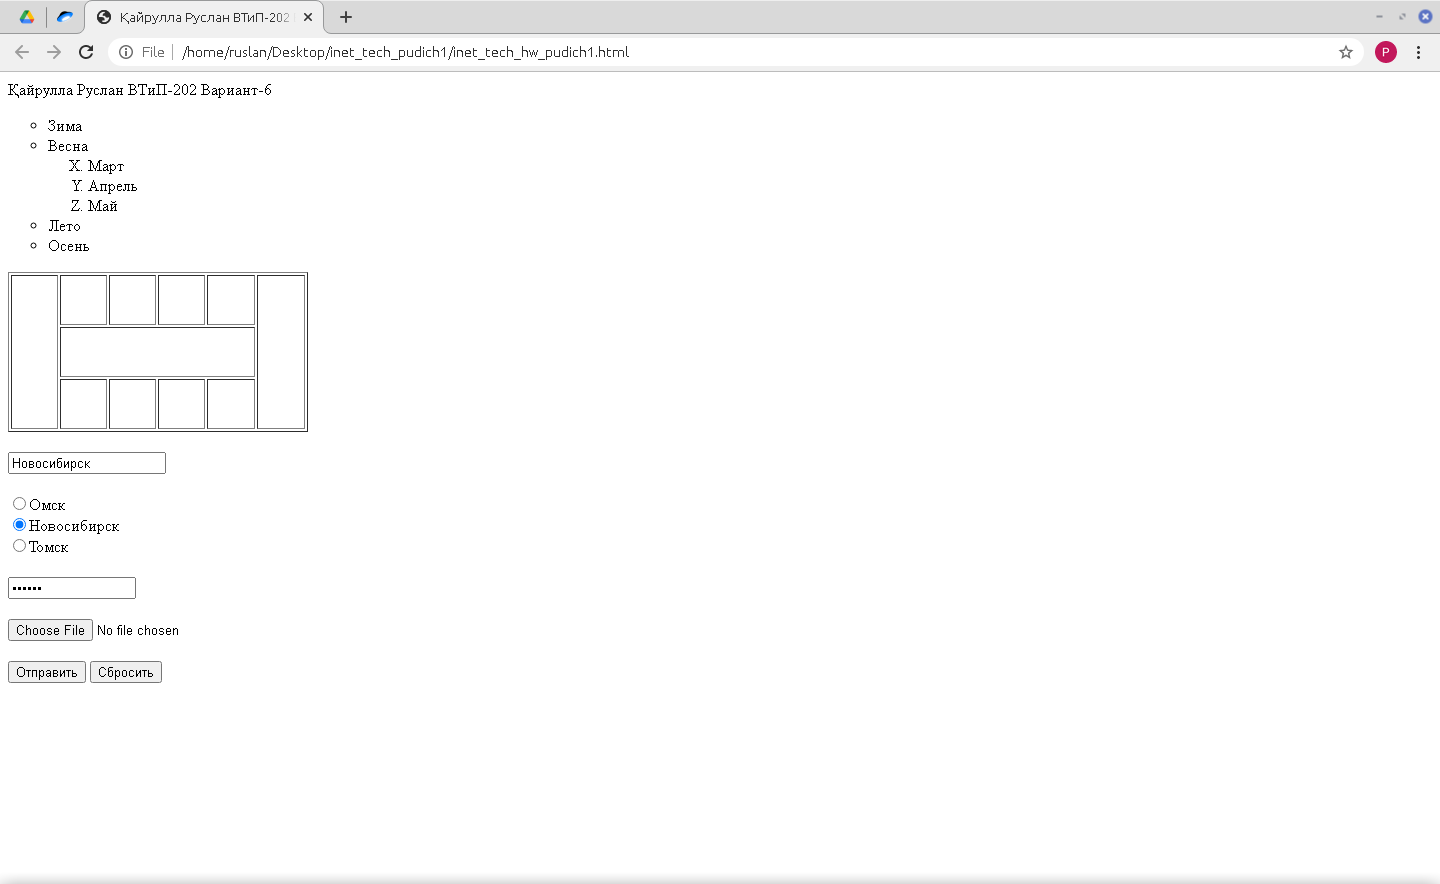 Қайрулла Руслан ВТиП-202
File /home/ruslan/Desktop/inet_tech_pudich1/inet_tech_hw_pudich1.html P
Қайрулла Руслан ВТиП-202 Вариант-6
Зима
Весна
X. Март
Y. Апрель
Z. Май
Лето
Осень
Новосибирск
Омск
Новосибирск
Томск
••••••
Choose File No file chosen
Отправить Сбросить